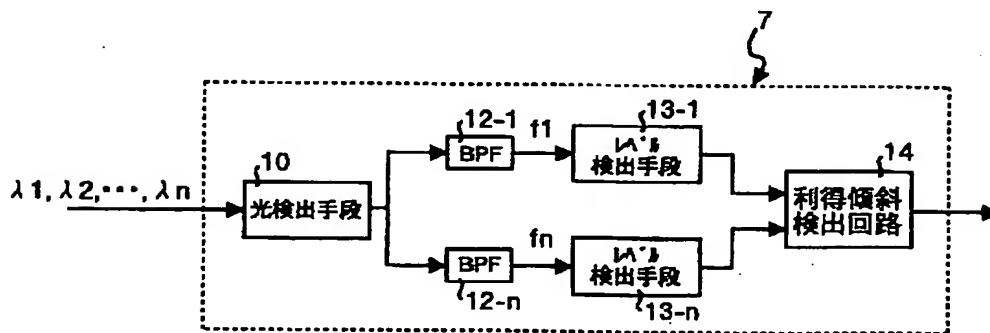 7
12-1
f1
13-1
BPF
ﾚﾍﾞﾙ
検出手段
10
14
λ1, λ2,･･･, λn
光検出手段
利得傾斜
検出回路
BPF
fn
ﾚﾍﾞﾙ
検出手段
12-n
13-n